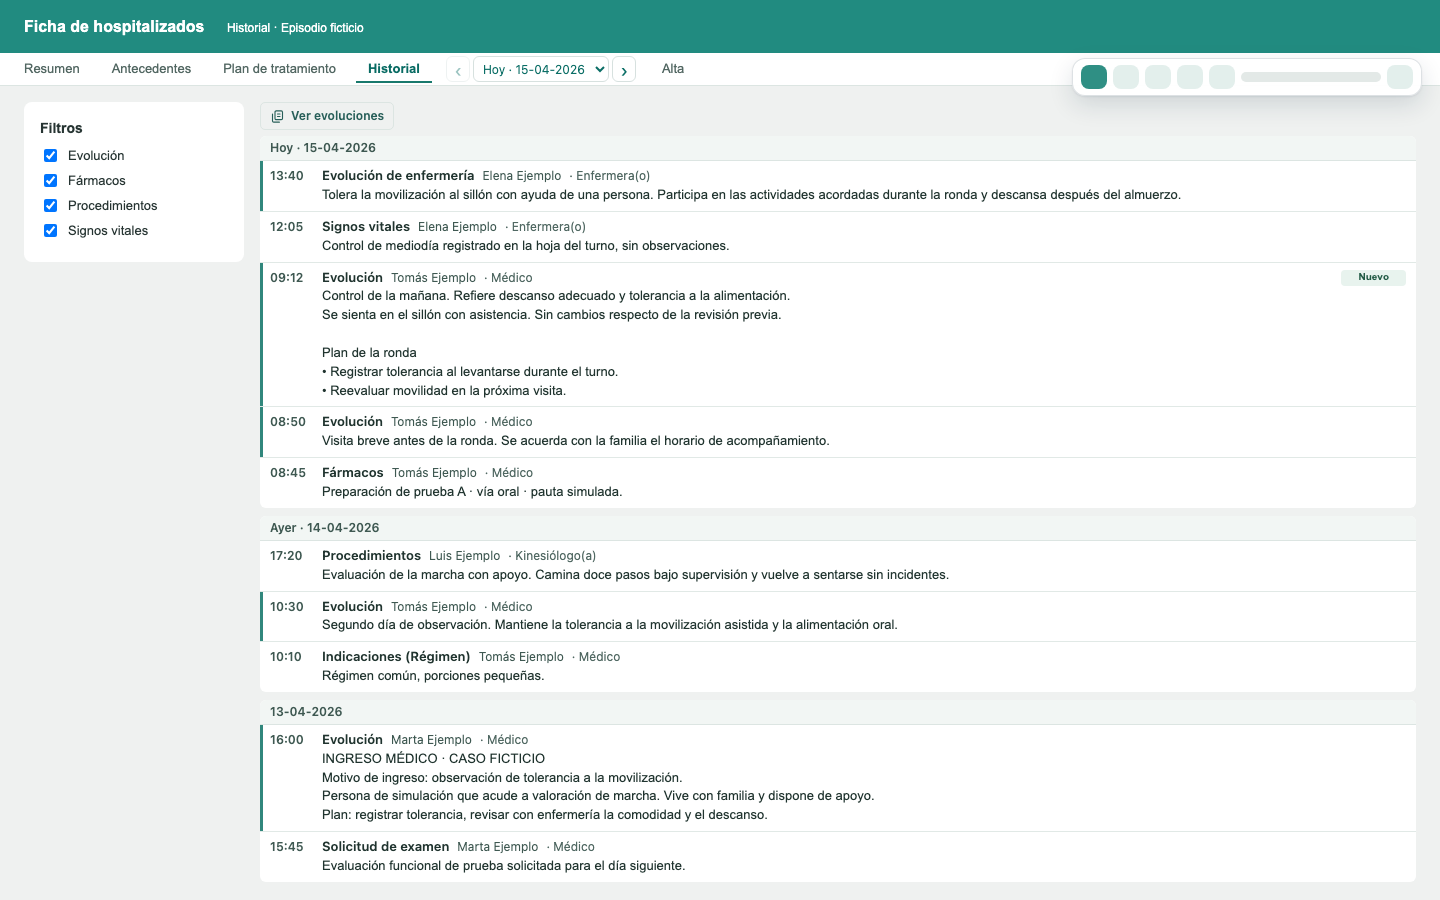 Ficha de hospitalizados Historial · Episodio ficticio
Resumen Antecedentes Plan de tratamiento Historial ‹ Hoy · 15-04-2026 › Alta
Filtros
Evolución
Fármacos
Procedimientos
Signos vitales
Ver evoluciones
Hoy · 15-04-2026
13:40 Evolución de enfermería Elena Ejemplo · Enfermera(o)
Tolera la movilización al sillón con ayuda de una persona. Participa en las actividades acordadas durante la ronda y descansa después del almuerzo.
12:05 Signos vitales Elena Ejemplo · Enfermera(o)
Control de mediodía registrado en la hoja del turno, sin observaciones.
09:12 Evolución Tomás Ejemplo · Médico Nuevo
Control de la mañana. Refiere descanso adecuado y tolerancia a la alimentación.
Se sienta en el sillón con asistencia. Sin cambios respecto de la revisión previa.
Plan de la ronda
• Registrar tolerancia al levantarse durante el turno.
• Reevaluar movilidad en la próxima visita.
08:50 Evolución Tomás Ejemplo · Médico
Visita breve antes de la ronda. Se acuerda con la familia el horario de acompañamiento.
08:45 Fármacos Tomás Ejemplo · Médico
Preparación de prueba A · vía oral · pauta simulada.
Ayer · 14-04-2026
17:20 Procedimientos Luis Ejemplo · Kinesiólogo(a)
Evaluación de la marcha con apoyo. Camina doce pasos bajo supervisión y vuelve a sentarse sin incidentes.
10:30 Evolución Tomás Ejemplo · Médico
Segundo día de observación. Mantiene la tolerancia a la movilización asistida y la alimentación oral.
10:10 Indicaciones (Régimen) Tomás Ejemplo · Médico
Régimen común, porciones pequeñas.
13-04-2026
16:00 Evolución Marta Ejemplo · Médico
INGRESO MÉDICO · CASO FICTICIO
Motivo de ingreso: observación de tolerancia a la movilización.
Persona de simulación que acude a valoración de marcha. Vive con familia y dispone de apoyo.
Plan: registrar tolerancia, revisar con enfermería la comodidad y el descanso.
15:45 Solicitud de examen Marta Ejemplo · Médico
Evaluación funcional de prueba solicitada para el día siguiente.